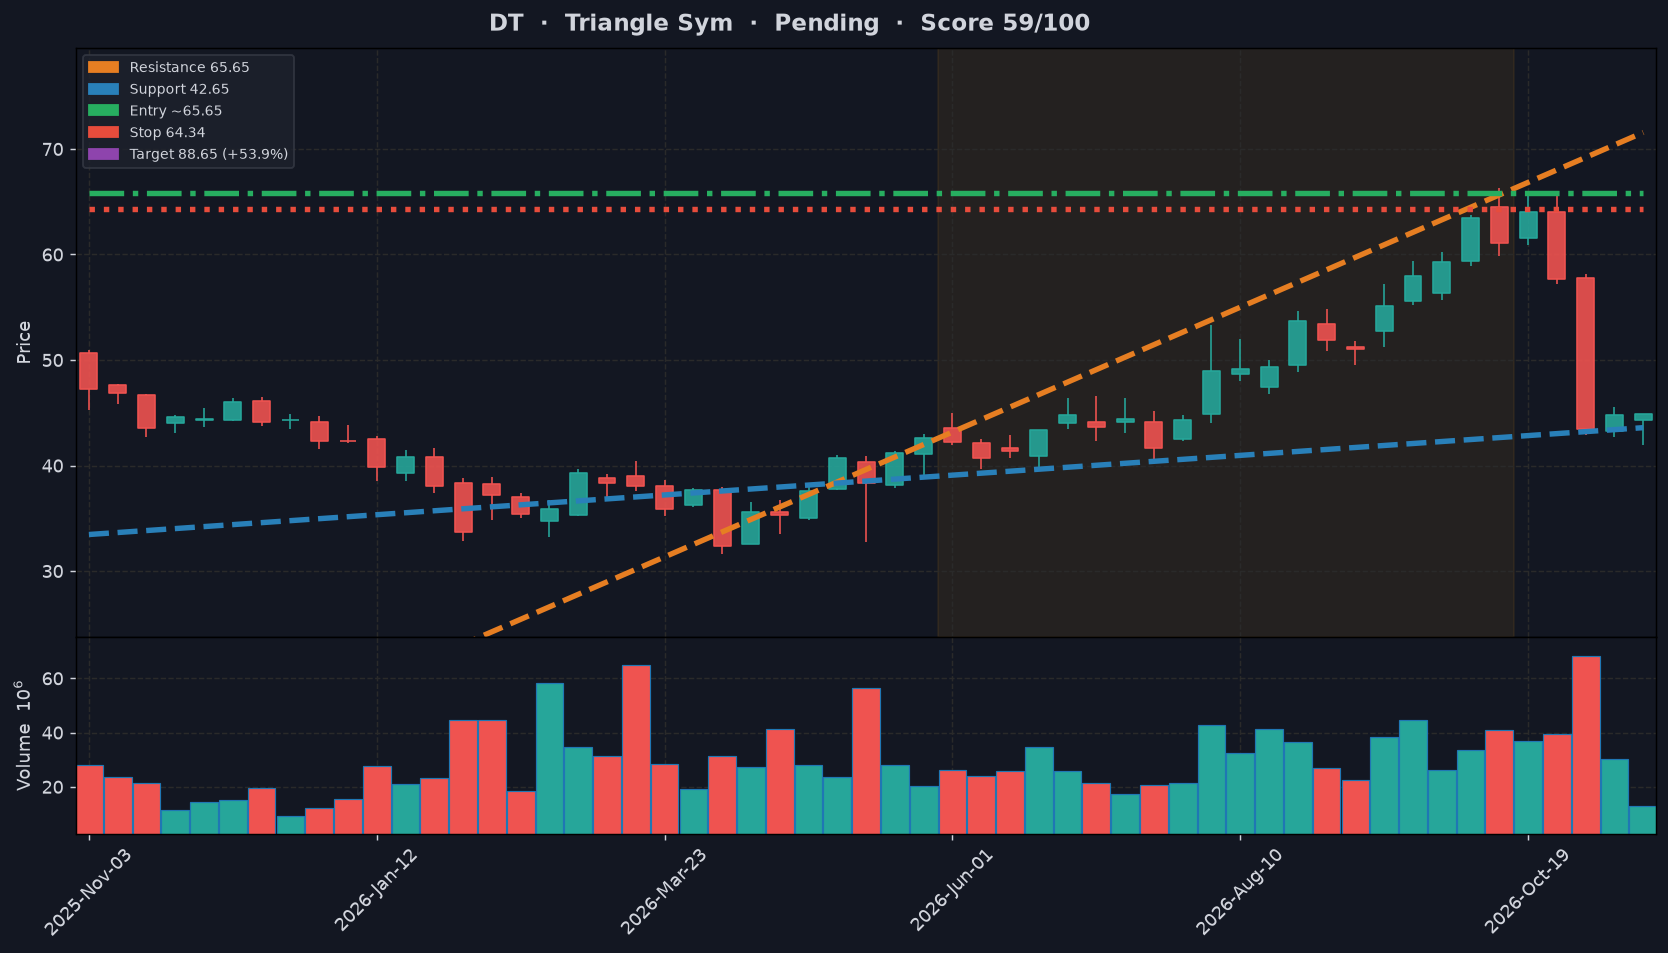 DT · Triangle Sym · Pending · Score 59/100
Resistance 65.65
Support 42.65
Entry ~65.65
Stop 64.34
Target 88.65 (+53.9%)
Price
70
60
50
40
30
Volume 10⁶
60
40
20
2025-Nov-03
2026-Jan-12
2026-Mar-23
2026-Jun-01
2026-Aug-10
2026-Oct-19